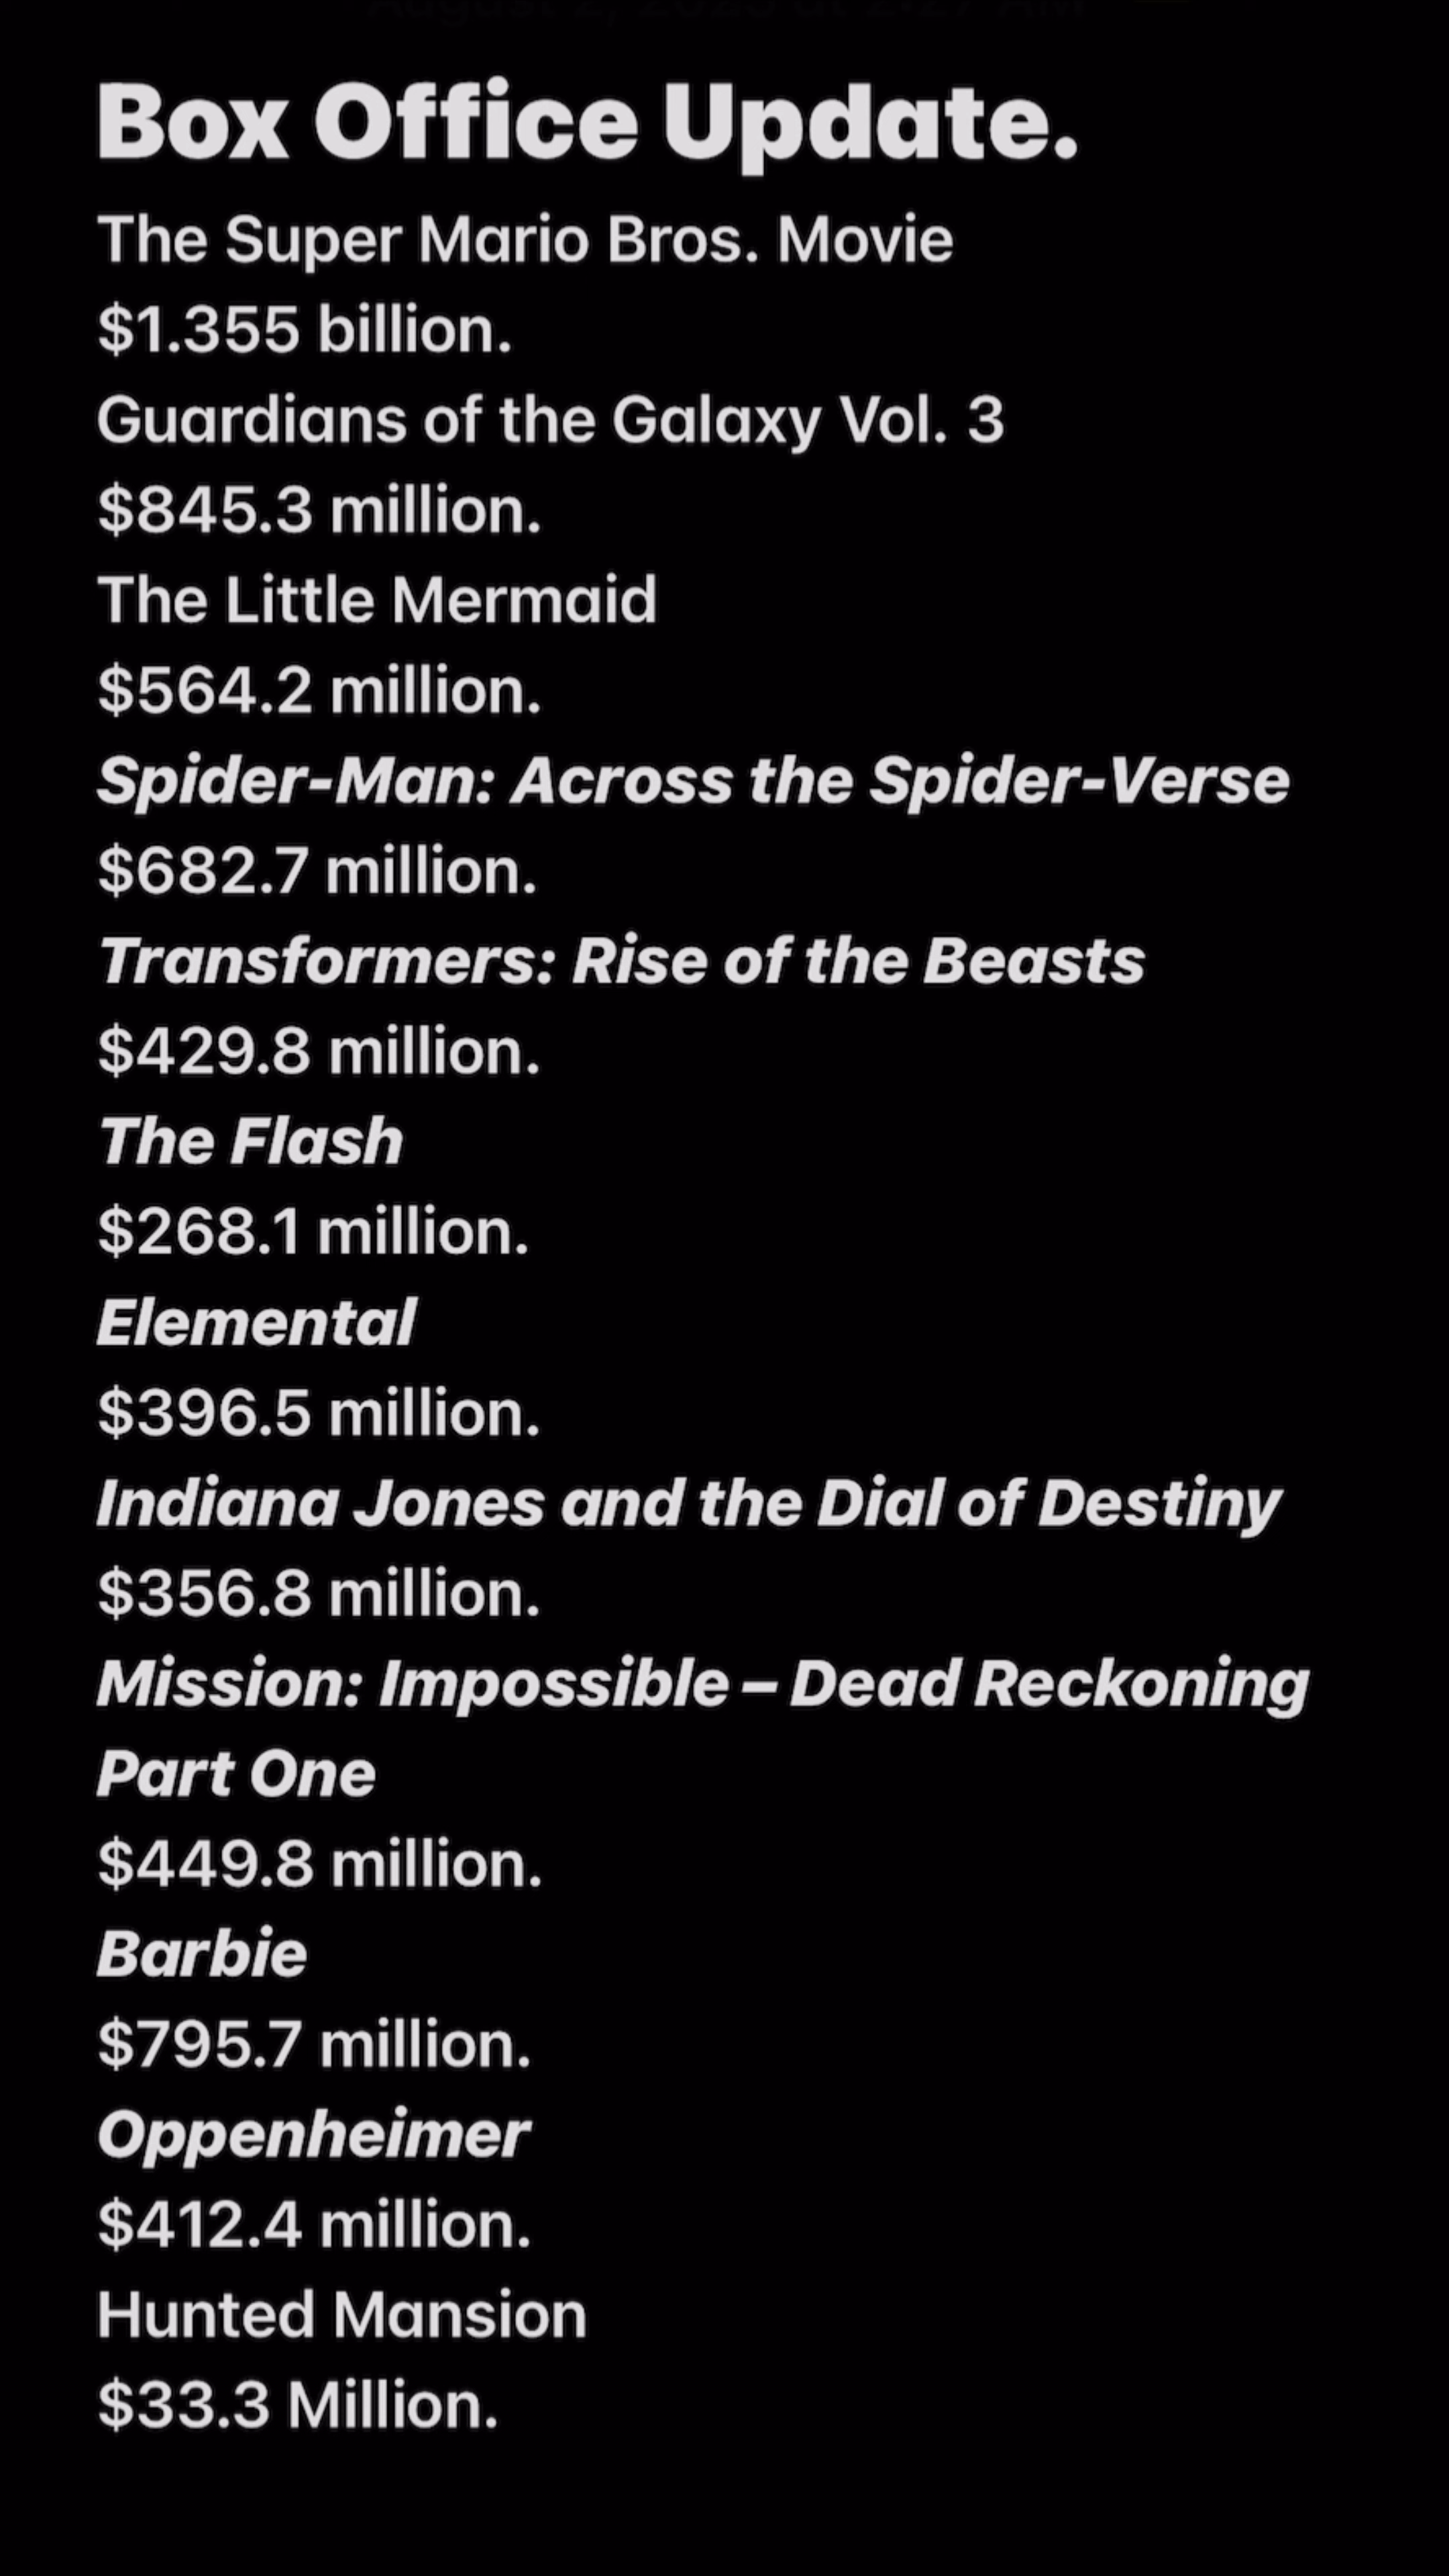 Box Office Update.
The Super Mario Bros. Movie
$1.355 billion.
Guardians of the Galaxy Vol. 3
$845.3 million.
The Little Mermaid
$564.2 million.
Spider-Man: Across the Spider-Verse
$682.7 million.
Transformers: Rise of the Beasts
$429.8 million.
The Flash
$268.1 million.
Elemental
$396.5 million.
Indiana Jones and the Dial of Destiny
$356.8 million.
Mission: Impossible – Dead Reckoning
Part One
$449.8 million.
Barbie
$795.7 million.
Oppenheimer
$412.4 million.
Hunted Mansion
$33.3 Million.